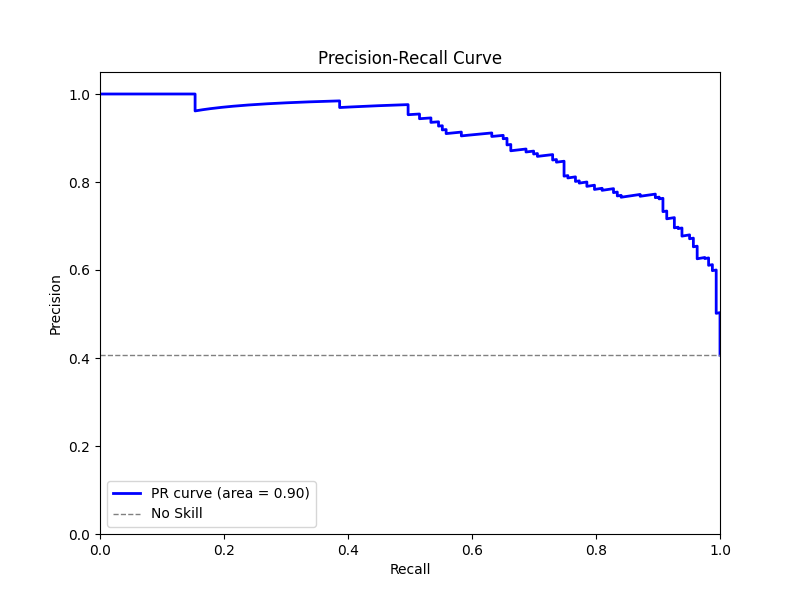 Precision-Recall Curve
1.0
0.8
0.6
0.4
0.2
0.0
Precision
PR curve (area = 0.90)
No Skill
0.0 0.2 0.4 0.6 0.8 1.0
Recall